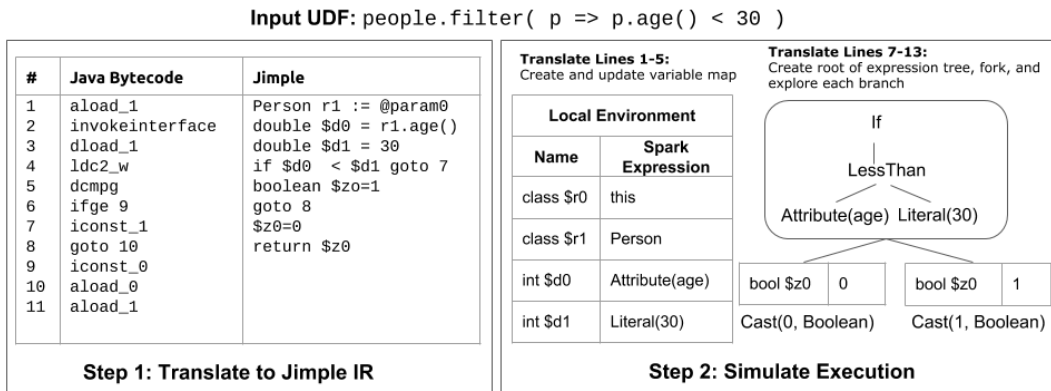 Input UDF: people.filter( p => p.age() < 30 )
# Java Bytecode Jimple
1 aload_1 Person r1 := @param0
2 invokeinterface double $d0 = r1.age()
3 dload_1 double $d1 = 30
4 ldc2_w if $d0 < $d1 goto 7
5 dcmpg boolean $zo=1
6 ifge 9 goto 8
7 iconst_1 $z0=0
8 goto 10 return $z0
9 iconst_0
10 aload_0
11 aload_1
Step 1: Translate to Jimple IR
Translate Lines 1-5:
Create and update variable map
Local Environment
Name Spark
Expression
class $r0 this
class $r1 Person
int $d0 Attribute(age)
int $d1 Literal(30)
Translate Lines 7-13:
Create root of expression tree, fork, and
explore each branch
If
LessThan
Attribute(age) Literal(30)
bool $z0 0 bool $z0 1
Cast(0, Boolean) Cast(1, Boolean)
Step 2: Simulate Execution